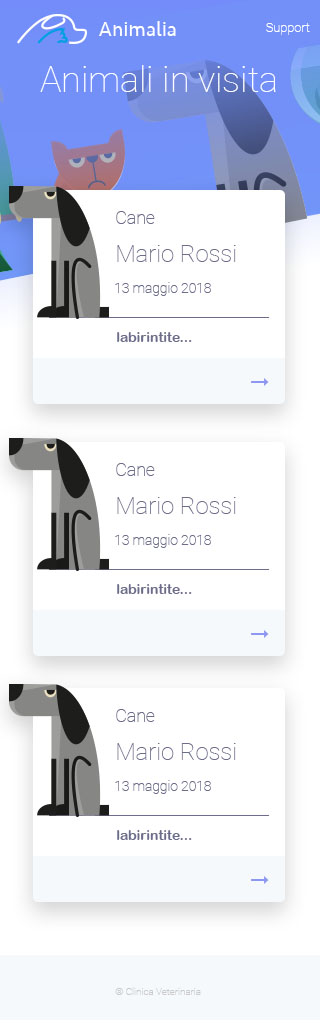 Animalia
Support
Animali in visita
Cane
Mario Rossi
13 maggio 2018
labirintite...
Cane
Mario Rossi
13 maggio 2018
labirintite...
Cane
Mario Rossi
13 maggio 2018
labirintite...
© Clinica Veterinaria